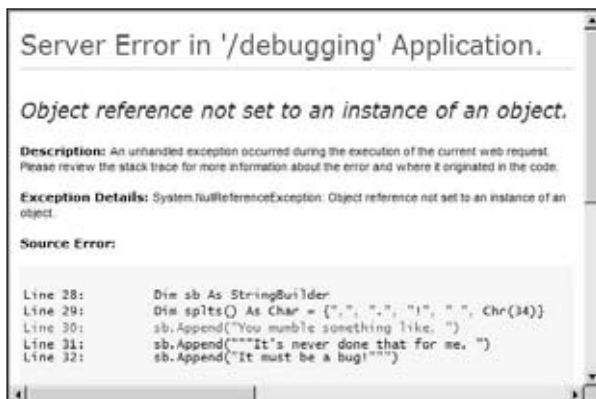 Server Error in '/debugging' Application.
Object reference not set to an instance of an object.
Description: An unhandled exception occurred during the execution of the current web request.
Please review the stack trace for more information about the error and where it originated in the code.
Exception Details: System.NullReferenceException: Object reference not set to an instance of an
object.
Source Error:
Line 28: Dim sb As StringBuilder
Line 29: Dim splts() As Char = {",", ".", "!", " ", Chr(34)}
Line 30: sb.Append("You mumble something like, ")
Line 31: sb.Append("""It's never done that for me, ")
Line 32: sb.Append("It must be a bug!""")